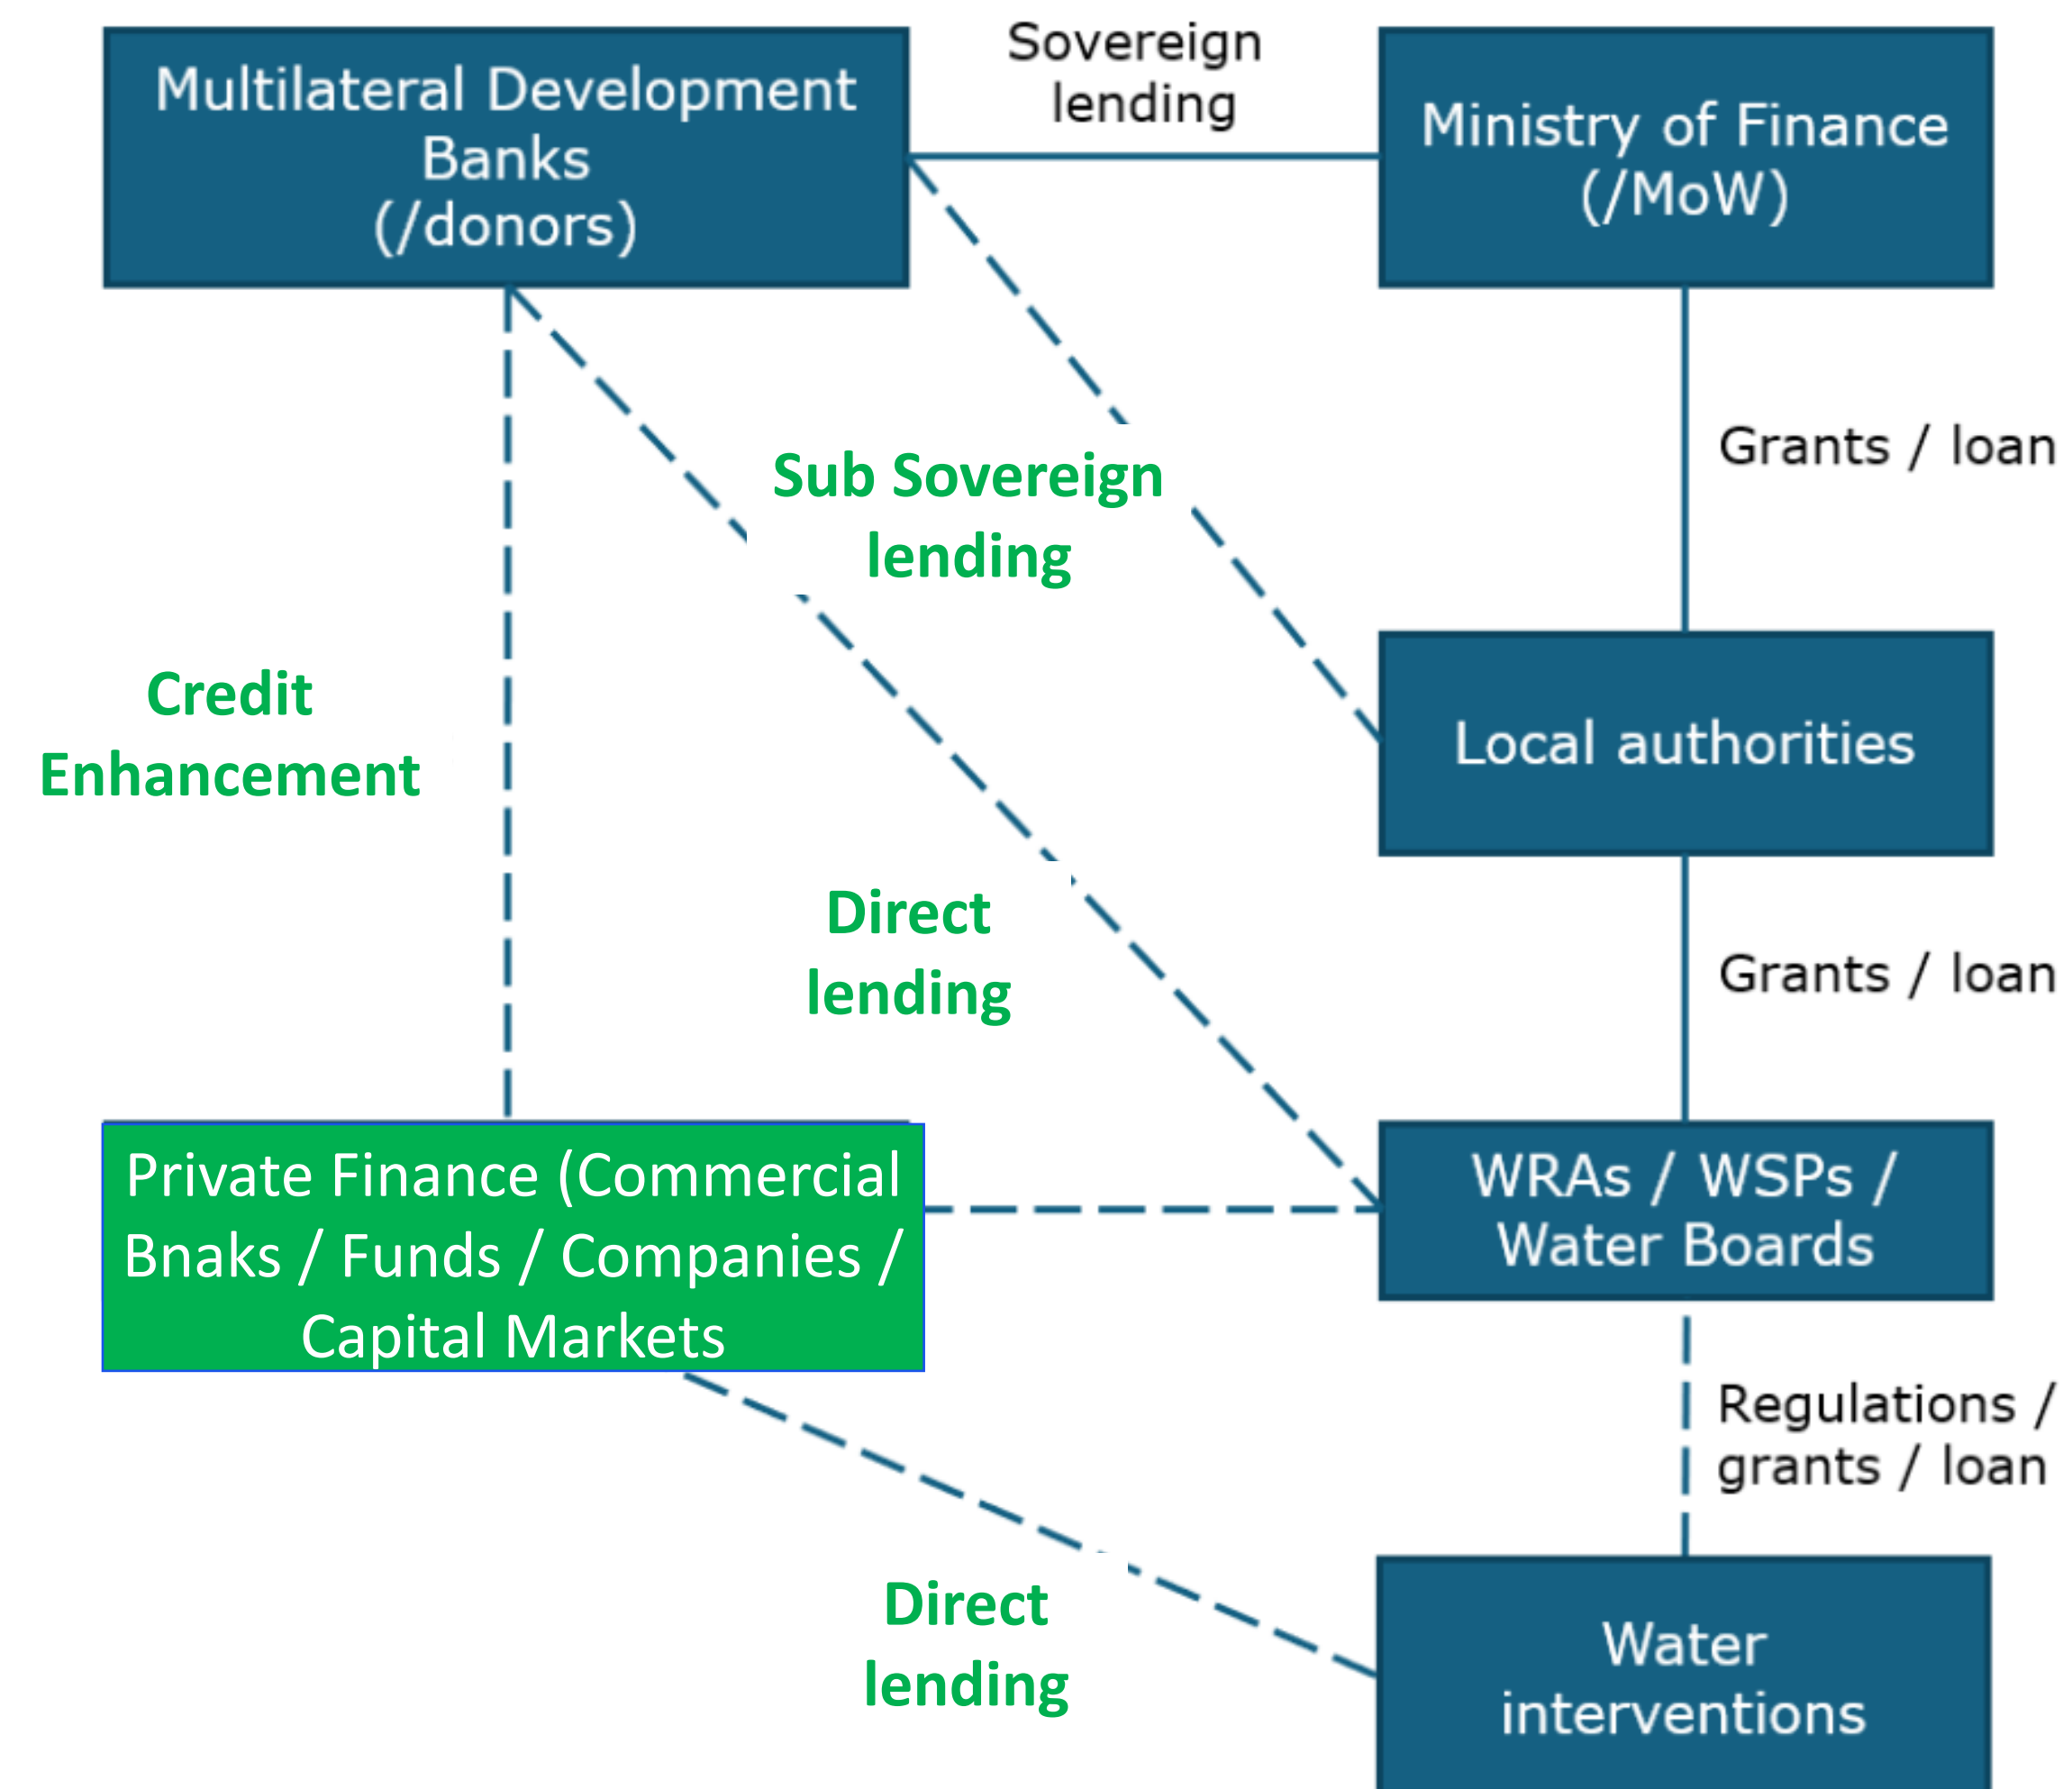 Sovereign
lending
Multilateral Development
Banks
(/donors)
Ministry of Finance
(/MoW)
Grants / loan
Sub Sovereign
lending
Credit
Enhancement
Local authorities
Direct
lending
Grants / loan
Private Finance (Commercial
Bnaks / Funds / Companies /
Capital Markets
WRAs / WSPs /
Water Boards
Regulations /
grants / loan
Direct
lending
Water
interventions